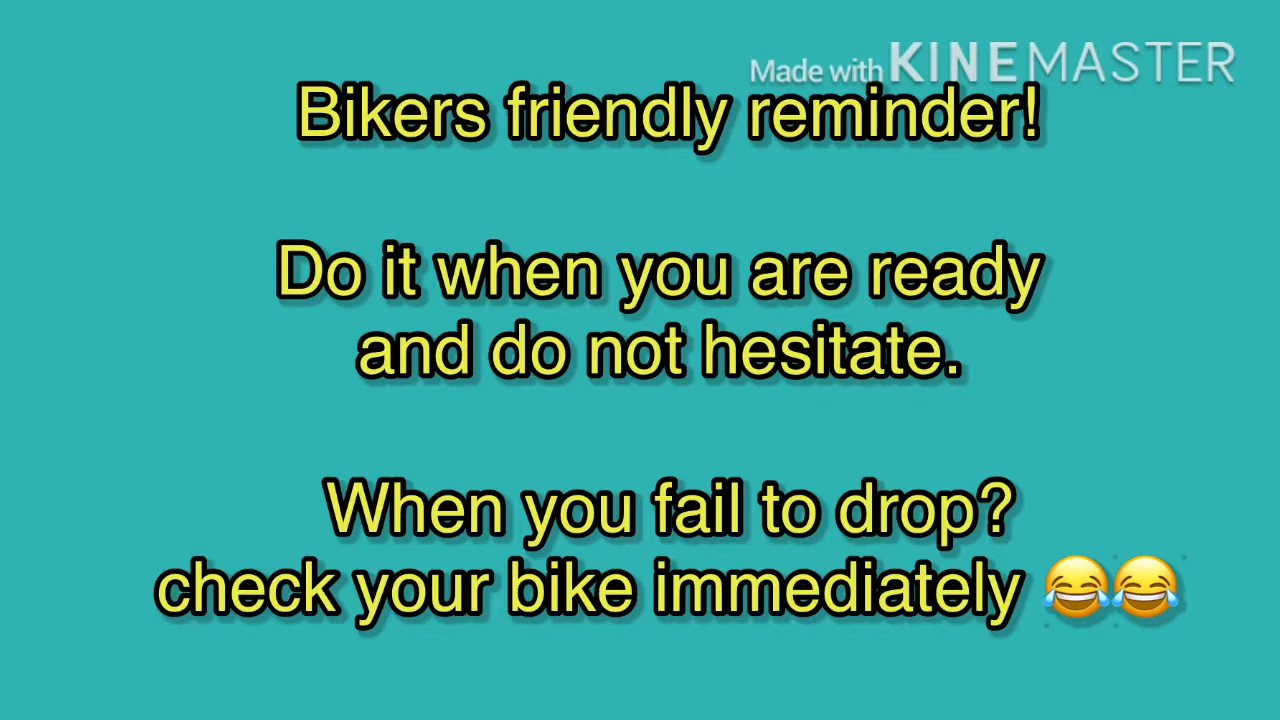 Made with KINEMASTER
Bikers friendly reminder!
Do it when you are ready
and do not hesitate.
When you fail to drop?
check your bike immediately 😂😂